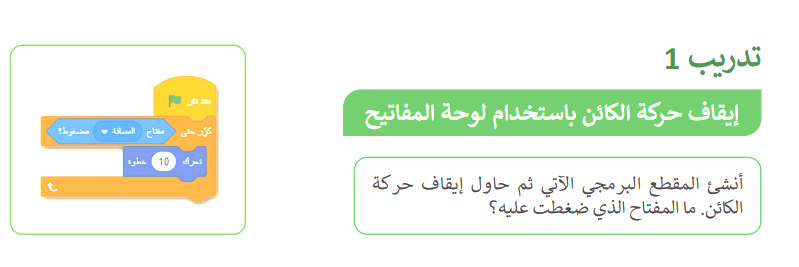 تدريب 1
إيقاف حركة الكائن باستخدام لوحة المفاتيح
أنشئ المقطع البرمجي الآتي ثم حاول إيقاف حركة
الكائن. ما المفتاح الذي ضغطت عليه؟
عند نقر
كرّر حتى مفتاح المسافة مضغوط؟
تحرك 10 خطوة